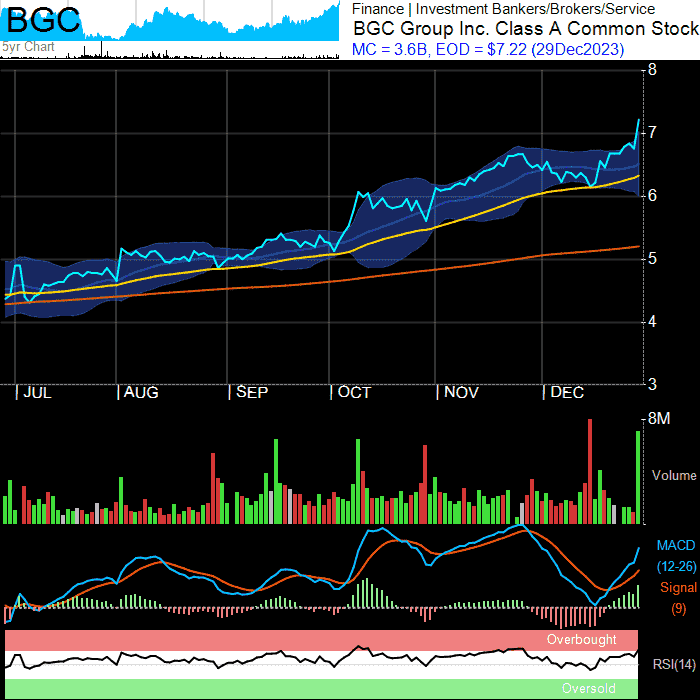 BGC
5yr Chart
Finance | Investment Bankers/Brokers/Service
BGC Group Inc. Class A Common Stock
MC = 3.6B, EOD = $7.22 (29Dec2023)
8
7
6
5
4
3
| JUL | AUG | SEP | OCT | NOV | DEC
8M
Volume
MACD
(12-26)
Signal
(9)
Overbought
RSI(14)
Oversold